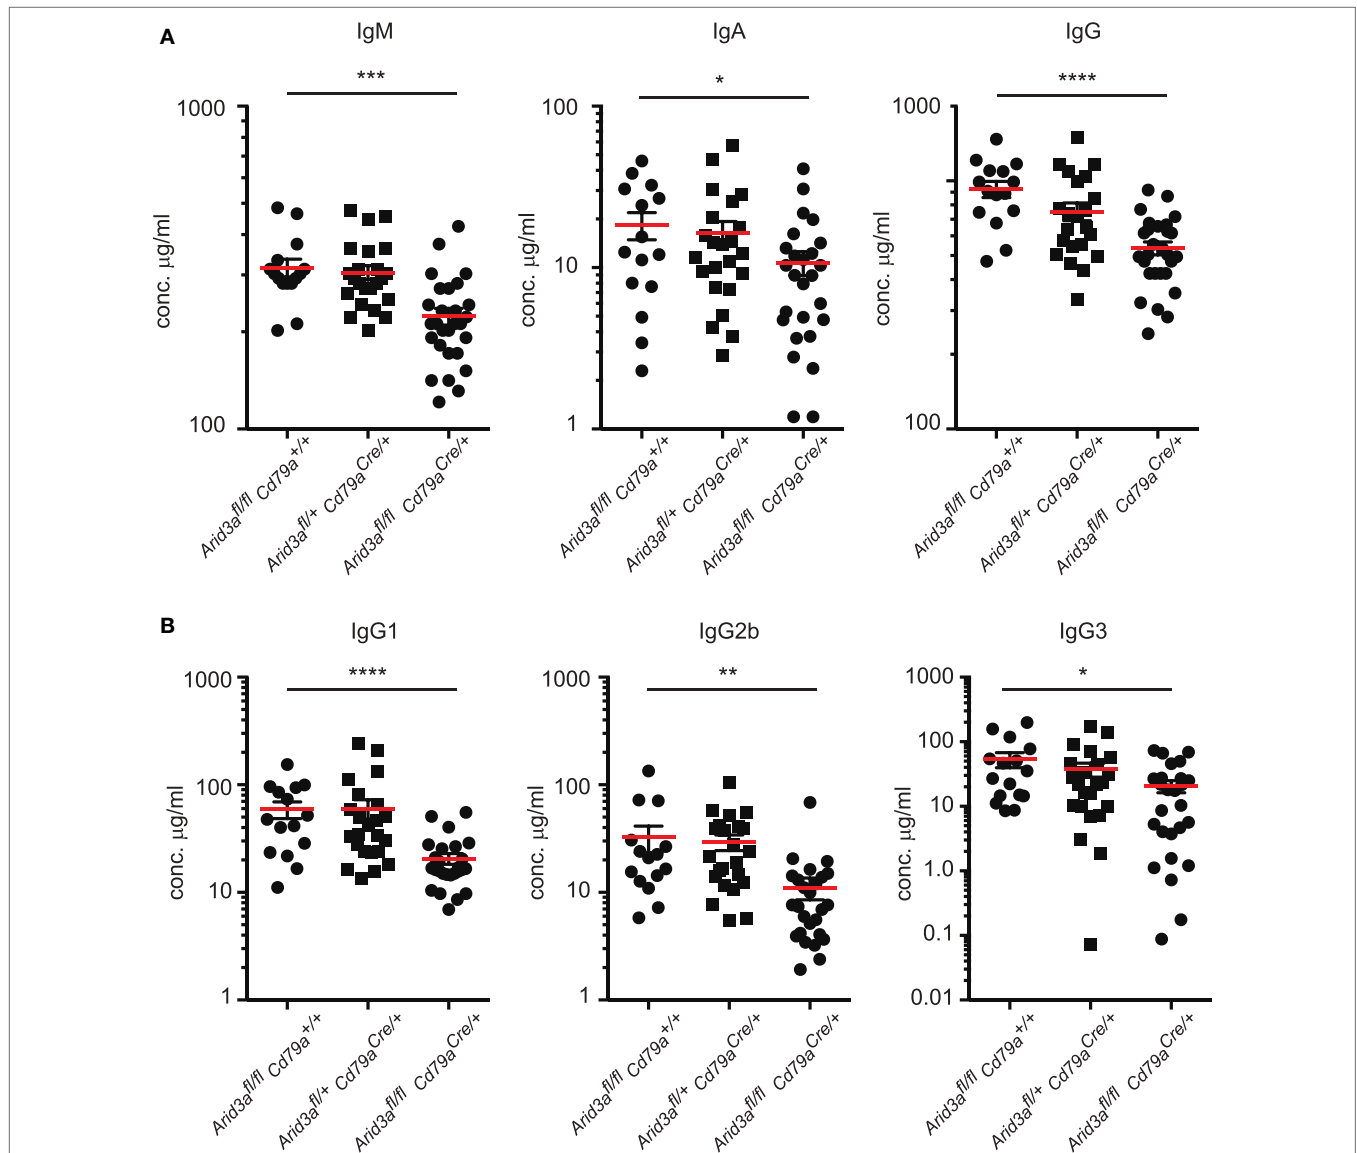 A
IgM
IgA
IgG
***
*
****
1000
100
conc. µg/ml
100
10
1
conc. µg/ml
1000
100
conc. µg/ml
Arid3a^fl/fl Cd79a^+/+
Arid3a^fl/+ Cd79a^Cre/+
Arid3a^fl/fl Cd79a^Cre/+
Arid3a^fl/fl Cd79a^+/+
Arid3a^fl/+ Cd79a^Cre/+
Arid3a^fl/fl Cd79a^Cre/+
Arid3a^fl/fl Cd79a^+/+
Arid3a^fl/+ Cd79a^Cre/+
Arid3a^fl/fl Cd79a^Cre/+
B
IgG1
IgG2b
IgG3
****
**
*
1000
100
10
1
conc. µg/ml
1000
100
10
1
conc. µg/ml
1000
100
10
1.0
0.1
0.01
conc. µg/ml
Arid3a^fl/fl Cd79a^+/+
Arid3a^fl/+ Cd79a^Cre/+
Arid3a^fl/fl Cd79a^Cre/+
Arid3a^fl/fl Cd79a^+/+
Arid3a^fl/+ Cd79a^Cre/+
Arid3a^fl/fl Cd79a^Cre/+
Arid3a^fl/fl Cd79a^+/+
Arid3a^fl/+ Cd79a^Cre/+
Arid3a^fl/fl Cd79a^Cre/+